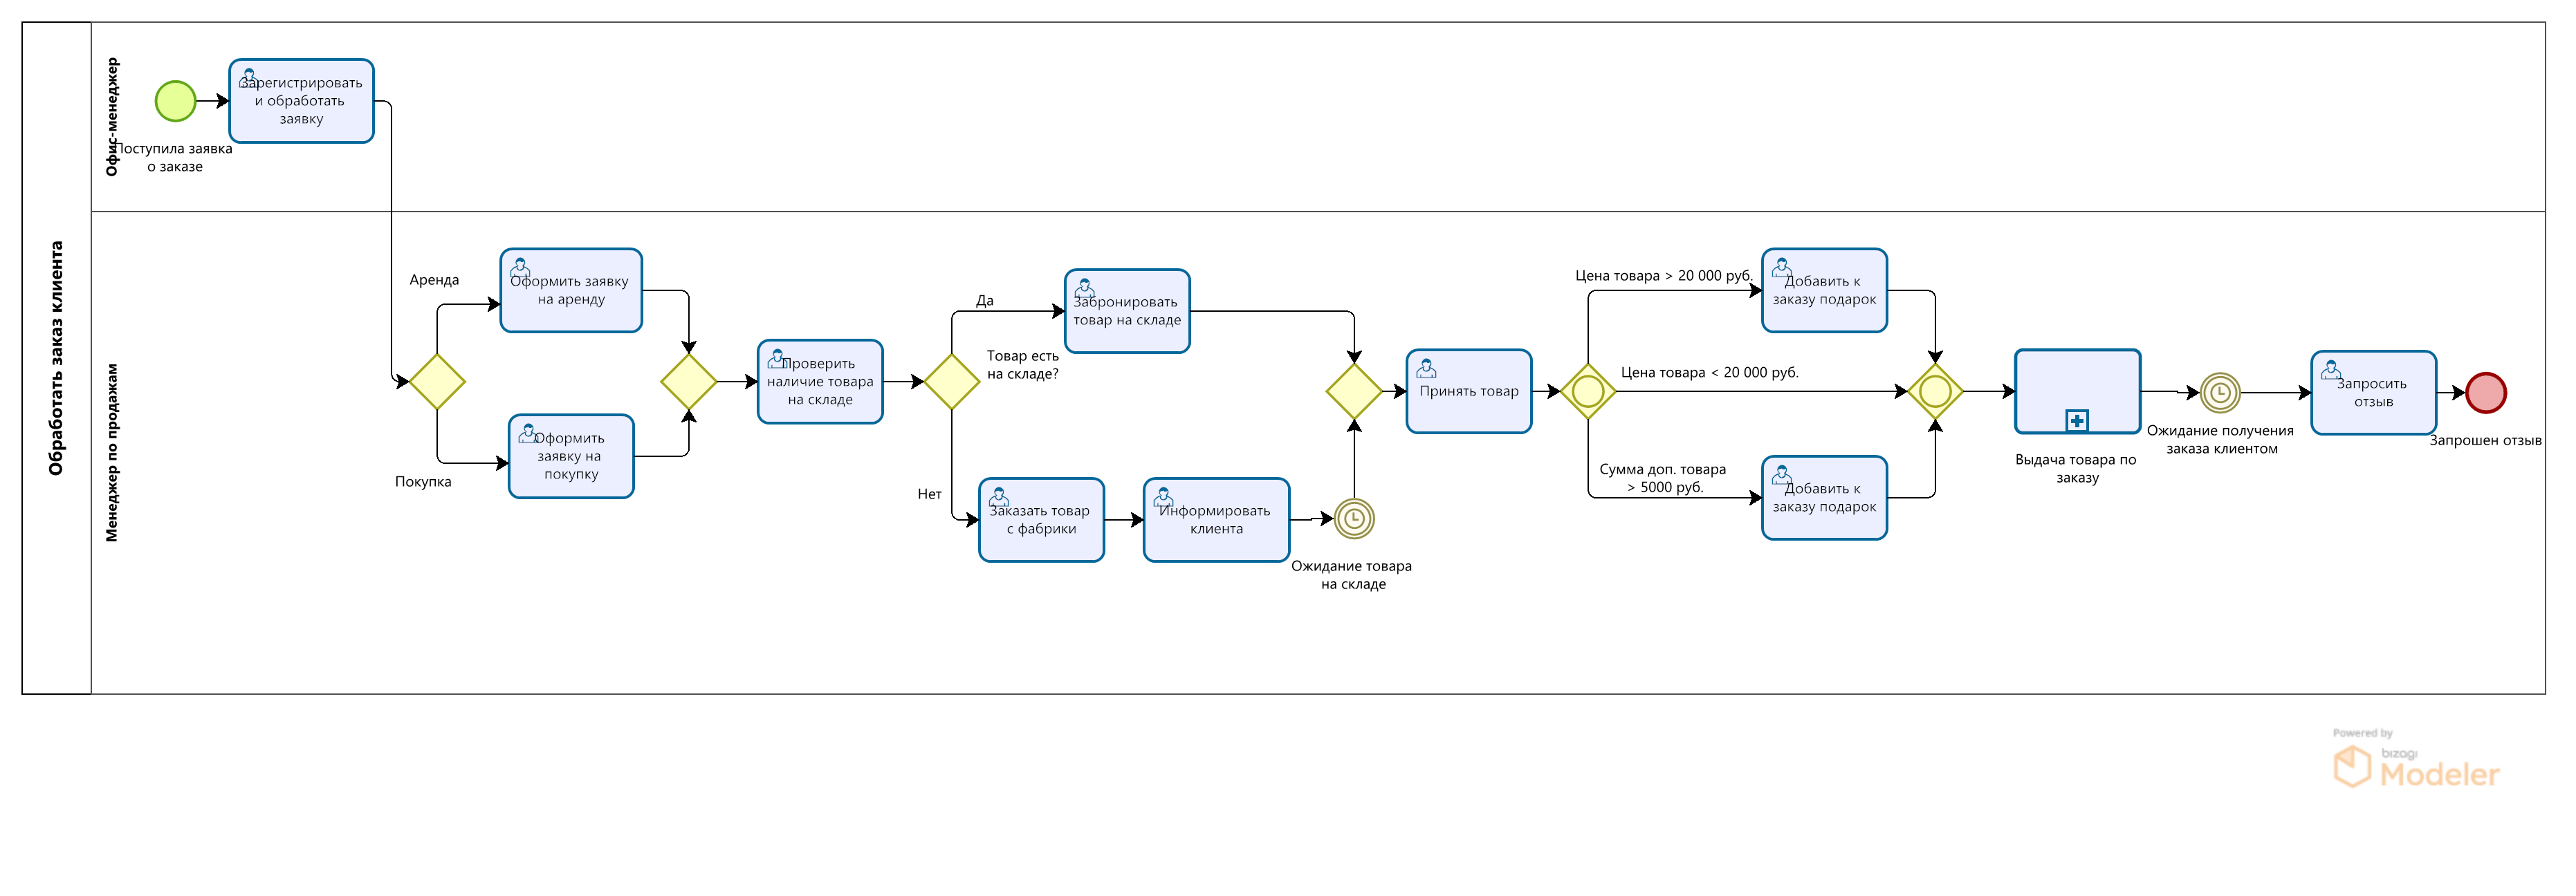 Обработать заказ клиента
Офис-менеджер
Поступила заявка
о заказе
Зарегистрировать
и обработать
заявку
Менеджер по продажам
Аренда
Покупка
Оформить заявку
на аренду
Оформить
заявку на
покупку
Проверить
наличие товара
на складе
Да
Товар есть
на складе?
Нет
Забронировать
товар на складе
Заказать товар
с фабрики
Информировать
клиента
Ожидание товара
на складе
Принять товар
Цена товара > 20 000 руб.
Цена товара < 20 000 руб.
Сумма доп. товара
> 5000 руб.
Добавить к
заказу подарок
Добавить к
заказу подарок
Выдача товара по
заказу
Ожидание получения
заказа клиентом
Запросить
отзыв
Запрошен отзыв
Powered by
bizagi
Modeler